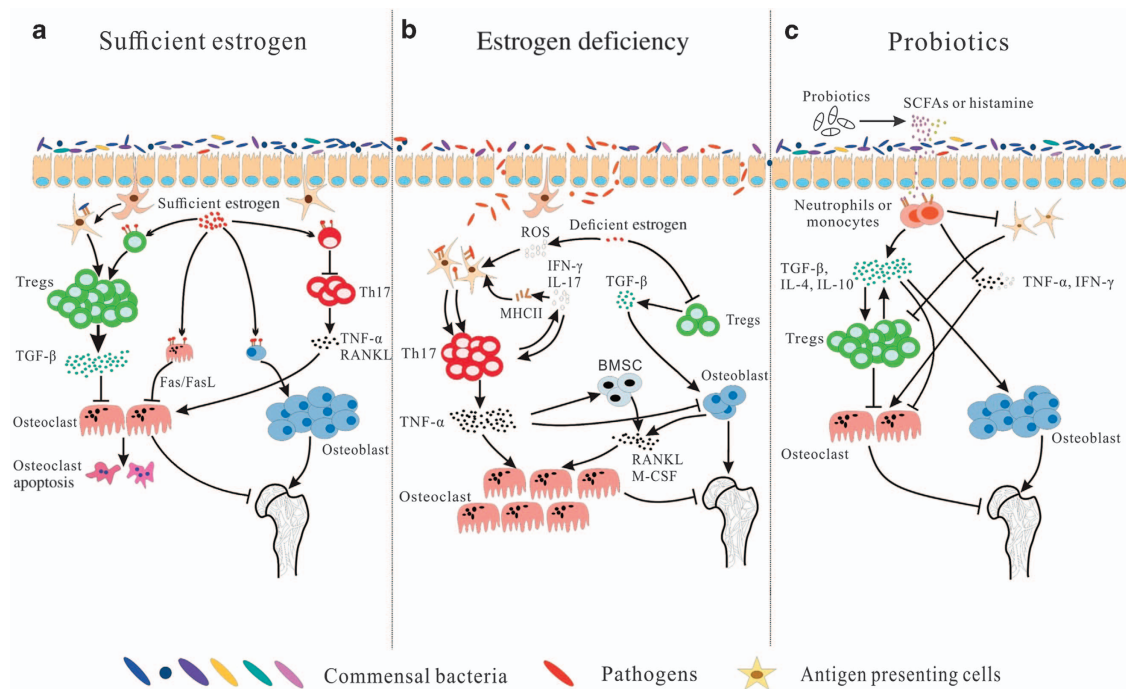 a
Sufficient estrogen
Sufficient estrogen
Tregs
Th17
TNF-α
RANKL
TGF-β
Fas/FasL
Osteoclast
Osteoblast
Osteoclast
apoptosis
b
Estrogen deficiency
ROS
Deficient estrogen
IFN-γ
IL-17
TGF-β
MHCII
Tregs
Th17
BMSC
Osteoblast
TNF-α
RANKL
M-CSF
Osteoclast
c
Probiotics
Probiotics
SCFAs or histamine
Neutrophils or
monocytes
TGF-β,
IL-4, IL-10
TNF-α, IFN-γ
Tregs
Osteoclast
Osteoblast
Commensal bacteria
Pathogens
Antigen presenting cells